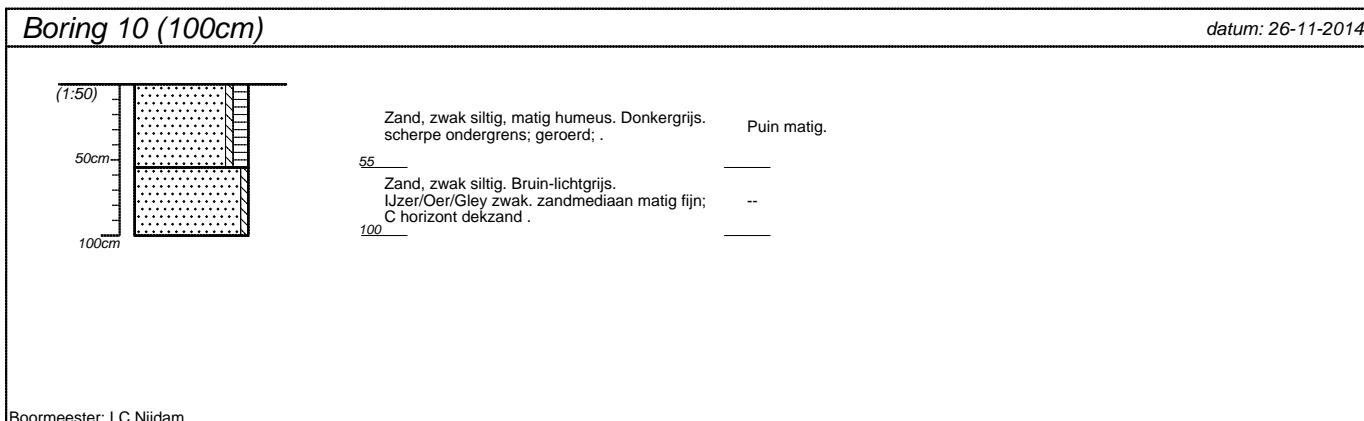 Boring 10 (100cm)
datum: 26-11-2014
(1:50)
50cm
100cm
Zand, zwak siltig, matig humeus. Donkergrijs.
scherpe ondergrens; geroerd; .
Puin matig.
55
Zand, zwak siltig. Bruin-lichtgrijs.
IJzer/Oer/Gley zwak. zandmediaan matig fijn;
C horizont dekzand .
--
100
Boormeester: LC Nijdam